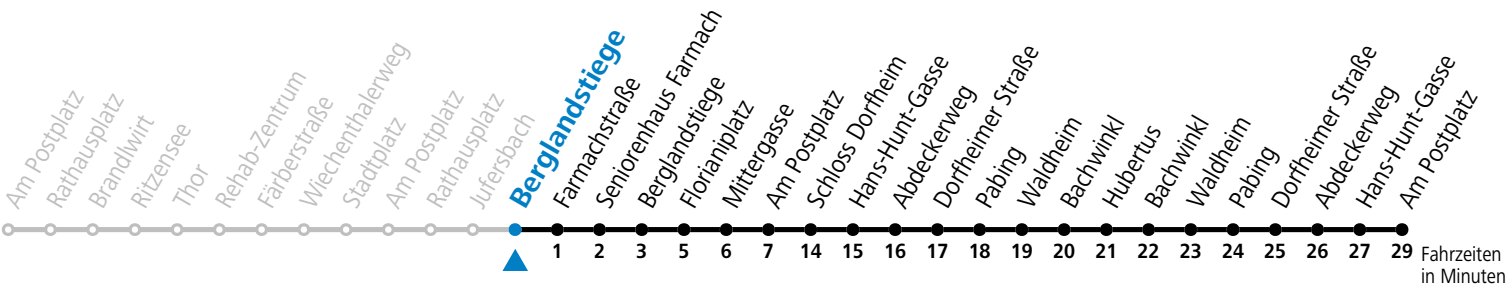 Am Postplatz
Rathausplatz
Brandlwirt
Ritzensee
Thor
Rehab-Zentrum
Färberstraße
Wiechenthalerweg
Stadtplatz
Am Postplatz
Rathausplatz
Jufersbach
Berglandstiege
Farmachstraße
Seniorenhaus Farmach
Berglandstiege
Florianiplatz
Mittergasse
Am Postplatz
Schloss Dorfheim
Hans-Hunt-Gasse
Abdeckerweg
Dorfheimer Straße
Pabing
Waldheim
Bachwinkl
Hubertus
Bachwinkl
Waldheim
Pabing
Dorfheimer Straße
Abdeckerweg
Hans-Hunt-Gasse
Am Postplatz
1 2 3 5 6 7 14 15 16 17 18 19 20 21 22 23 24 25 26 27 29 Fahrzeiten
in Minuten